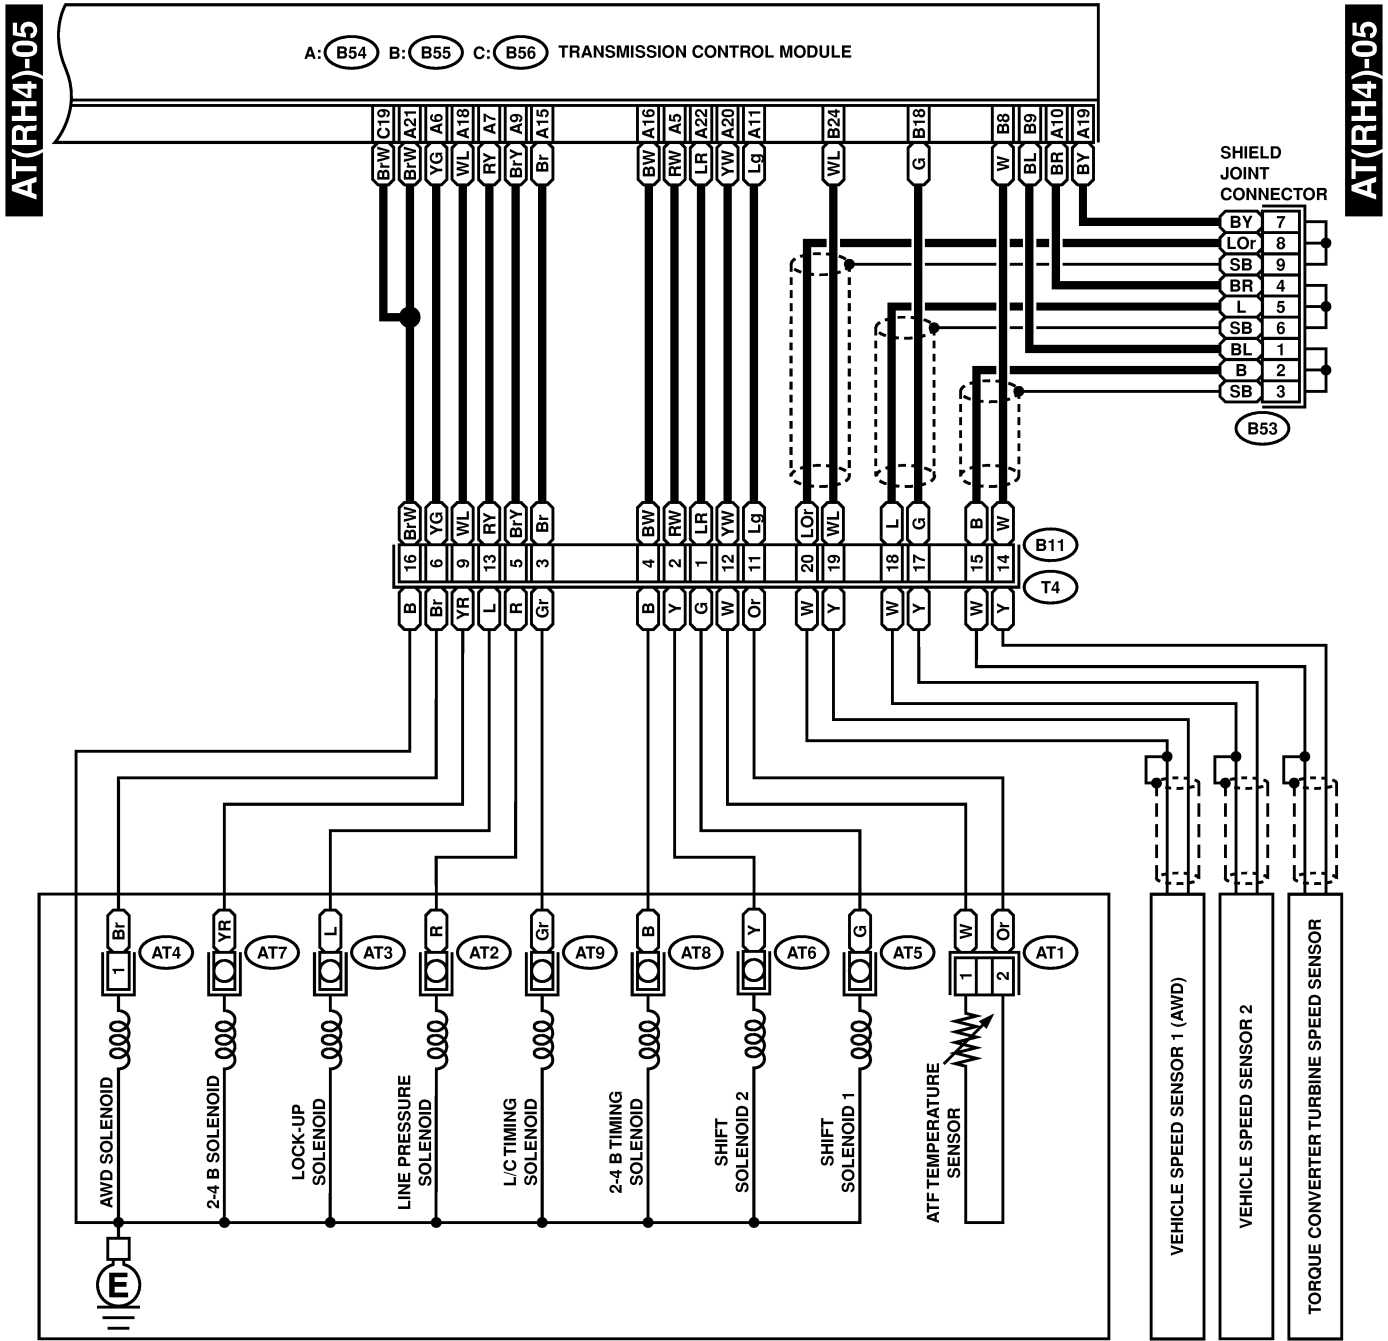 AT(RH4)-05
AT(RH4)-05
A: B54 B: B55 C: B56 TRANSMISSION CONTROL MODULE
C19 A21 A6 A18 A7 A9 A15 A16 A5 A22 A20 A11 B24 B18 B8 B9 A10 A19
BrW BrW YG WL RY BrY Br BW RW LR YW Lg WL G W BL BR BY
SHIELD
JOINT
CONNECTOR
BY 7
LOr 8
SB 9
BR 4
L 5
SB 6
BL 1
B 2
SB 3
B53
BrW YG WL RY BrY Br BW RW LR YW Lg LOr WL L G B W
B11
16 6 9 13 5 3 4 2 1 12 11 20 19 18 17 15 14
T4
B Br YR L R Gr B Y G W Or W Y W Y W Y
Br YR L R Gr B Y G W Or
AT4 AT7 AT3 AT2 AT9 AT8 AT6 AT5 AT1
1 1 2
AWD SOLENOID
2-4 B SOLENOID
LOCK-UP
SOLENOID
LINE PRESSURE
SOLENOID
L/C TIMING
SOLENOID
2-4 B TIMING
SOLENOID
SHIFT
SOLENOID 2
SHIFT
SOLENOID 1
ATF TEMPERATURE
SENSOR
VEHICLE SPEED SENSOR 1 (AWD)
VEHICLE SPEED SENSOR 2
TORQUE CONVERTER TURBINE SPEED SENSOR
E